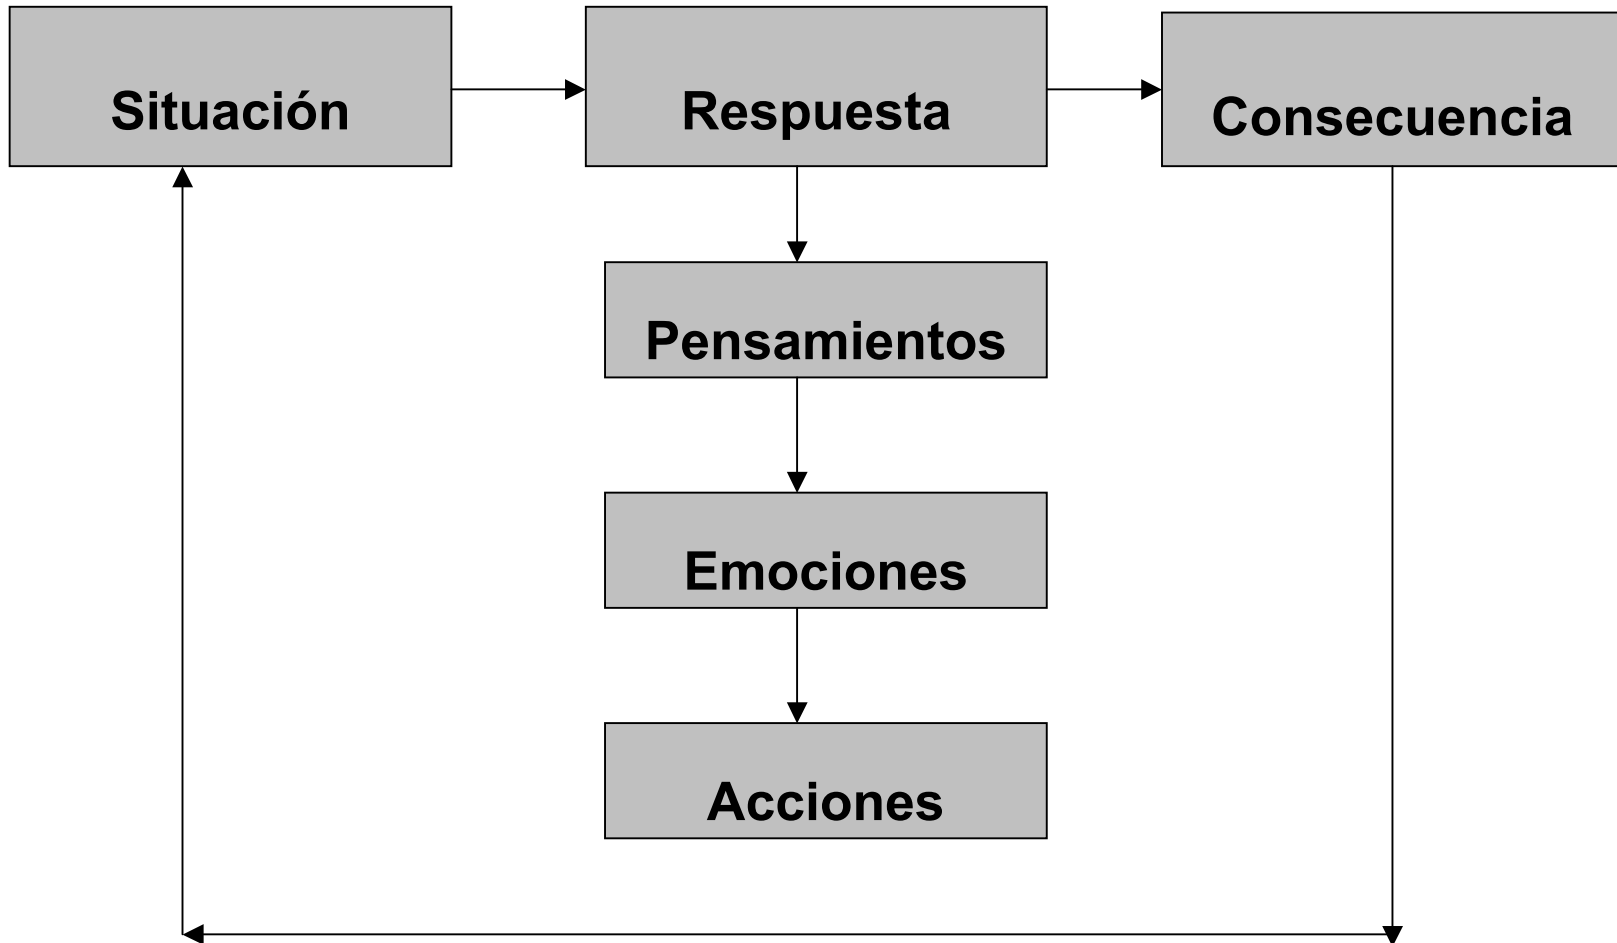 Situación
Respuesta
Consecuencia
Pensamientos
Emociones
Acciones